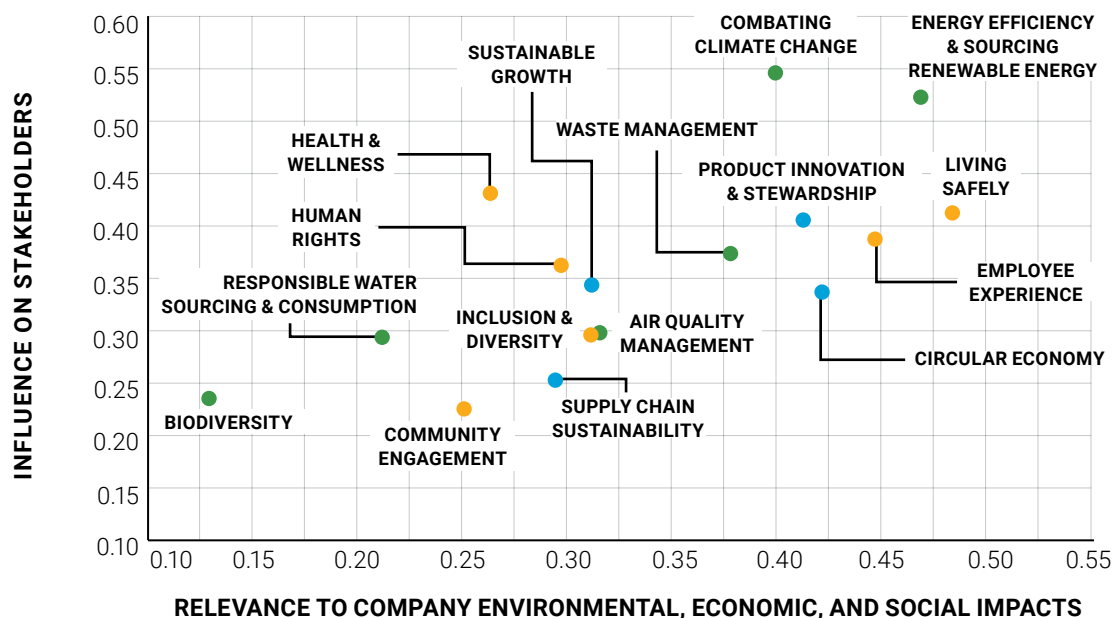 INFLUENCE ON STAKEHOLDERS
0.60
0.55
0.50
0.45
0.40
0.35
0.30
0.25
0.20
0.15
0.10
COMBATING
CLIMATE CHANGE
ENERGY EFFICIENCY
& SOURCING
RENEWABLE ENERGY
SUSTAINABLE
GROWTH
WASTE MANAGEMENT
HEALTH &
WELLNESS
PRODUCT INNOVATION
& STEWARDSHIP
LIVING
SAFELY
HUMAN
RIGHTS
EMPLOYEE
EXPERIENCE
RESPONSIBLE WATER
SOURCING & CONSUMPTION
INCLUSION &
DIVERSITY
AIR QUALITY
MANAGEMENT
CIRCULAR ECONOMY
BIODIVERSITY
COMMUNITY
ENGAGEMENT
SUPPLY CHAIN
SUSTAINABILITY
0.10 0.15 0.20 0.25 0.30 0.35 0.40 0.45 0.50 0.55
RELEVANCE TO COMPANY ENVIRONMENTAL, ECONOMIC, AND SOCIAL IMPACTS